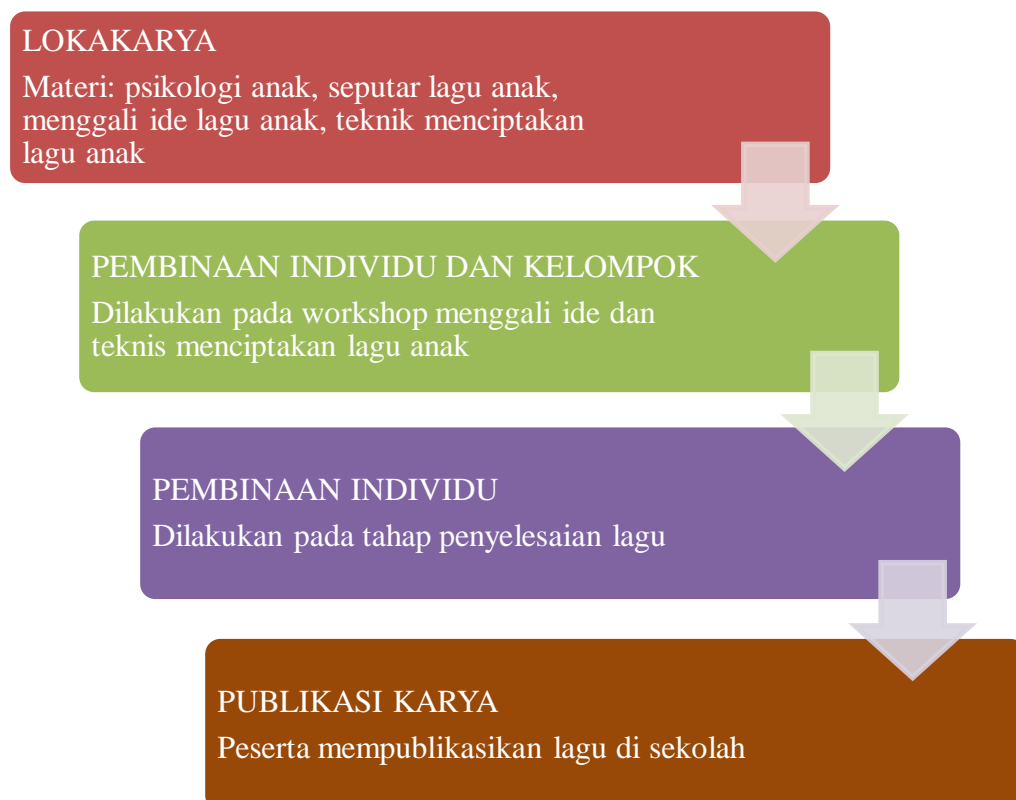 LOKAKARYA
Materi: psikologi anak, seputar lagu anak,
menggali ide lagu anak, teknik menciptakan
lagu anak
PEMBINAAN INDIVIDU DAN KELOMPOK
Dilakukan pada workshop menggali ide dan
teknis menciptakan lagu anak
PEMBINAAN INDIVIDU
Dilakukan pada tahap penyelesaian lagu
PUBLIKASI KARYA
Peserta mempublikasikan lagu di sekolah